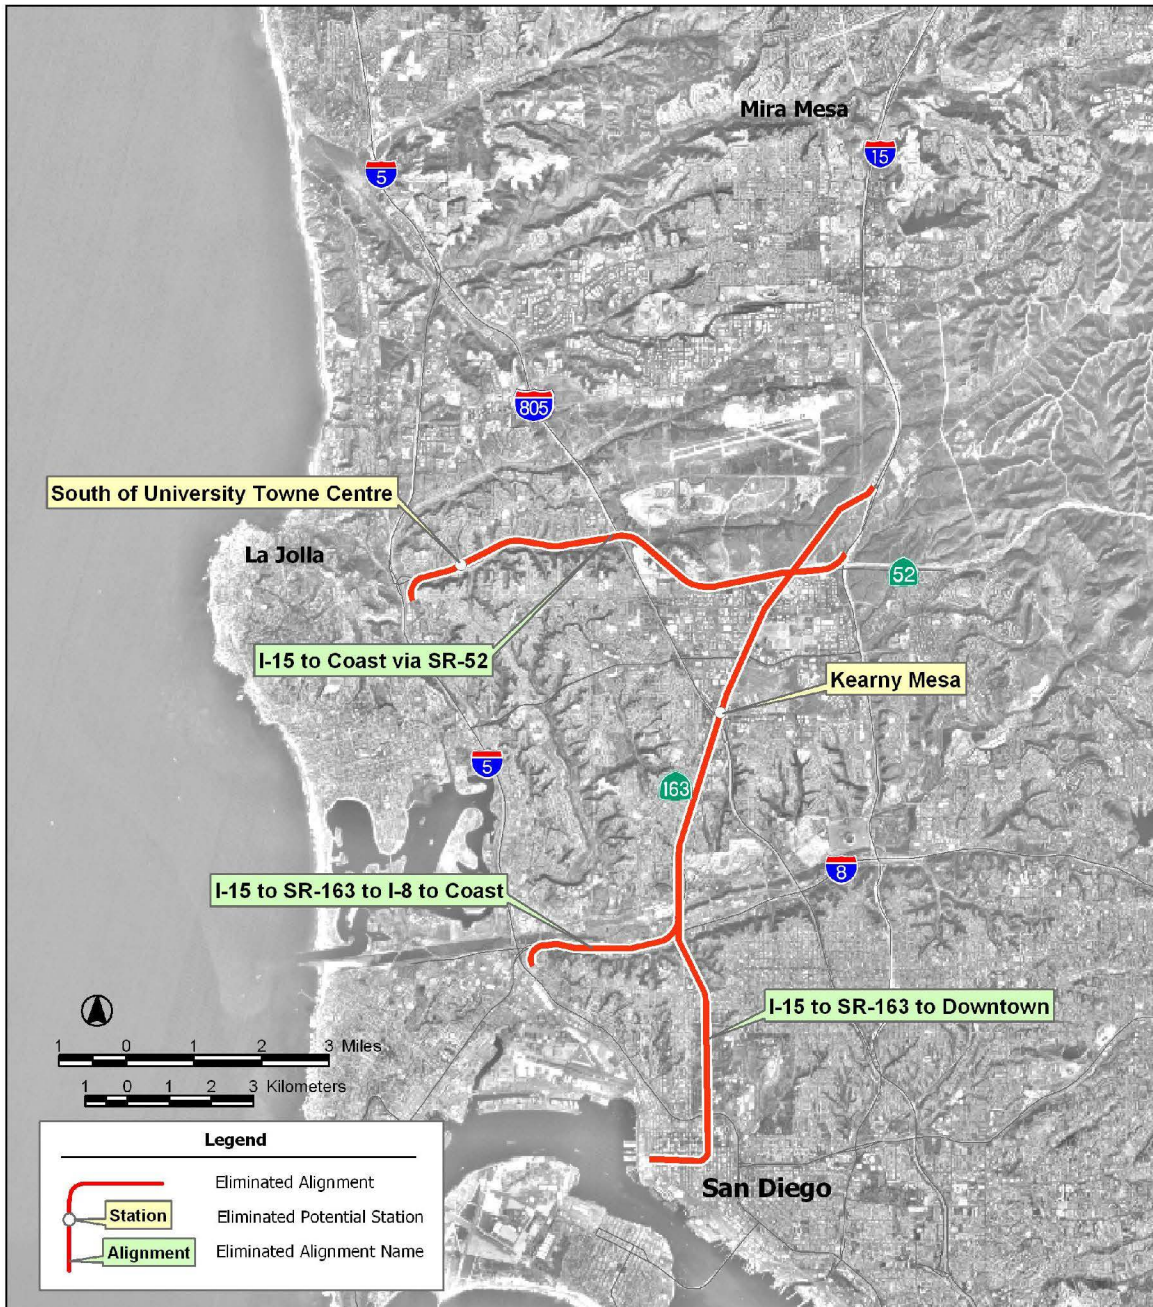 Mira Mesa
15
5
805
South of University Towne Centre
La Jolla
52
I-15 to Coast via SR-52
Kearny Mesa
5
163
8
I-15 to SR-163 to I-8 to Coast
I-15 to SR-163 to Downtown
1 0 1 2 3 Miles
1 0 1 2 3 Kilometers
San Diego
Legend
Eliminated Alignment
Station Eliminated Potential Station
Alignment Eliminated Alignment Name